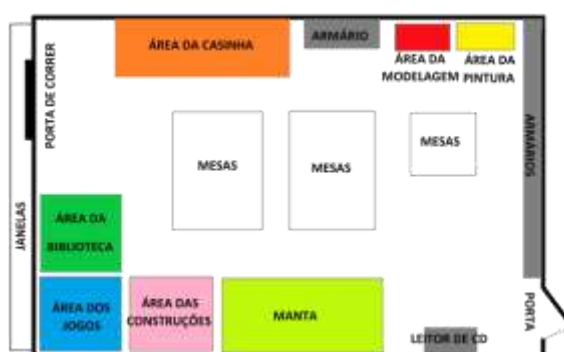 ÁREA DA CASINHA
ARMÁRIO
ÁREA DA
MODELAGEM
ÁREA DA
PINTURA
PORTA DE CORRER
MESAS
MESAS
MESAS
ARMÁRIOS
JANELAS
ÁREA DA
BIBLIOTECA
ÁREA DOS
JOGOS
ÁREA DAS
CONSTRUÇÕES
MANTA
LEITOR DE CD
PORTA